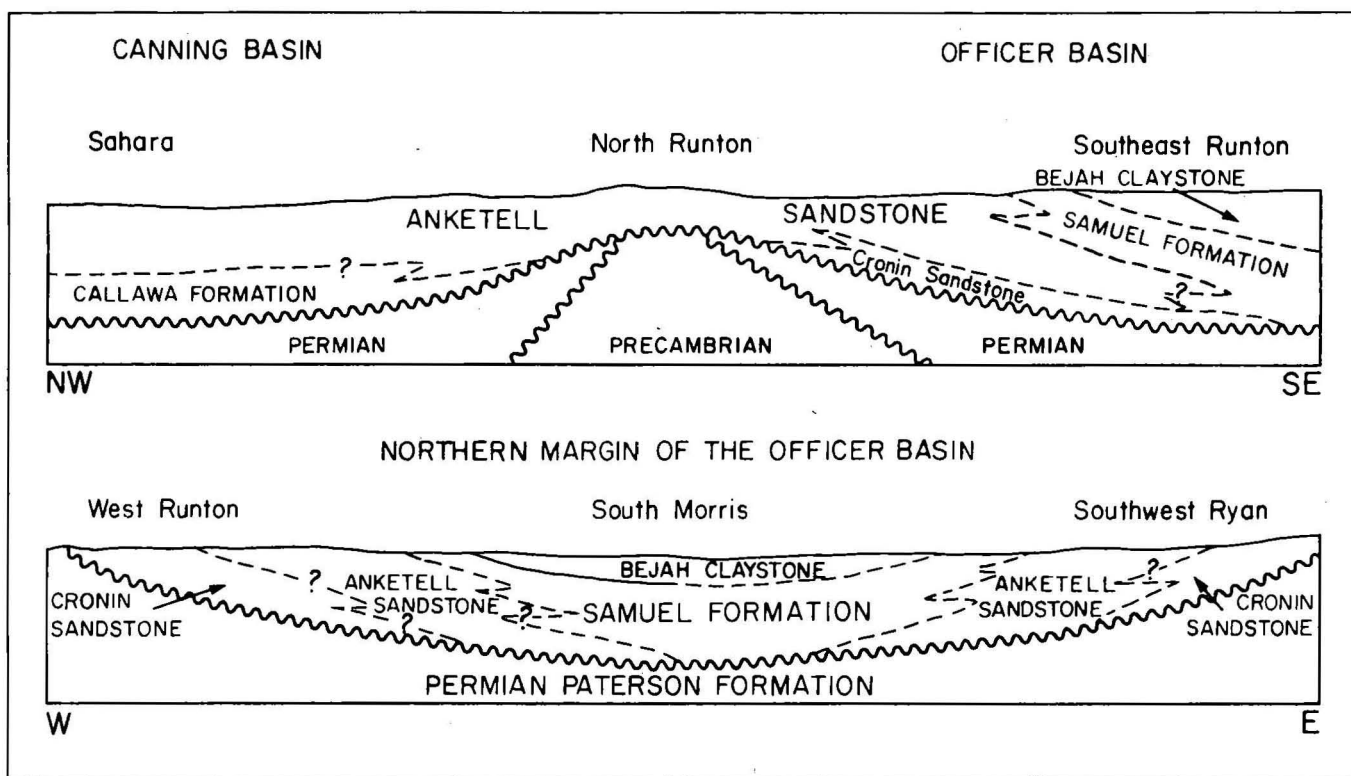 CANNING BASIN
OFFICER BASIN
Sahara
North Runton
Southeast Runton
BEJAH CLAYSTONE
ANKETELL
SANDSTONE
SAMUEL FORMATION
?
CALLAWA FORMATION
Cronin Sandstone
?
PERMIAN
PRECAMBRIAN
PERMIAN
NW
SE
NORTHERN MARGIN OF THE OFFICER BASIN
West Runton
South Morris
Southwest Ryan
BEJAH CLAYSTONE
?
ANKETELL
SANDSTONE
?
?
SAMUEL FORMATION
ANKETELL
SANDSTONE
?
CRONIN
SANDSTONE
CRONIN
SANDSTONE
PERMIAN PATERSON FORMATION
W
E